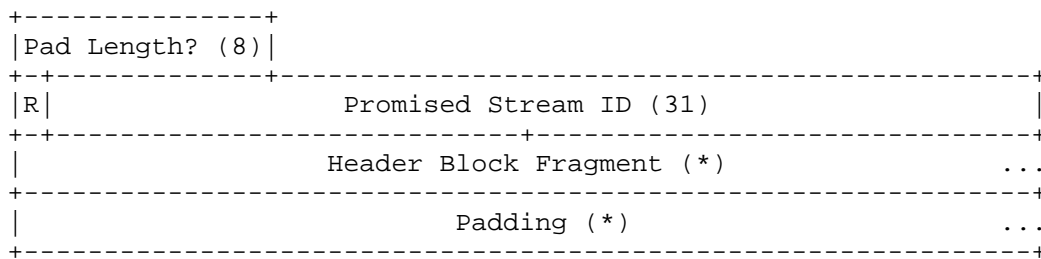 +---------------+
|Pad Length? (8)|
+-+-------------+-----------------------------------------------+
|R|                  Promised Stream ID (31)                    |
+-+-----------------------------+-------------------------------+
|                   Header Block Fragment (*)                 ...
+---------------------------------------------------------------+
|                           Padding (*)                       ...
+---------------------------------------------------------------+